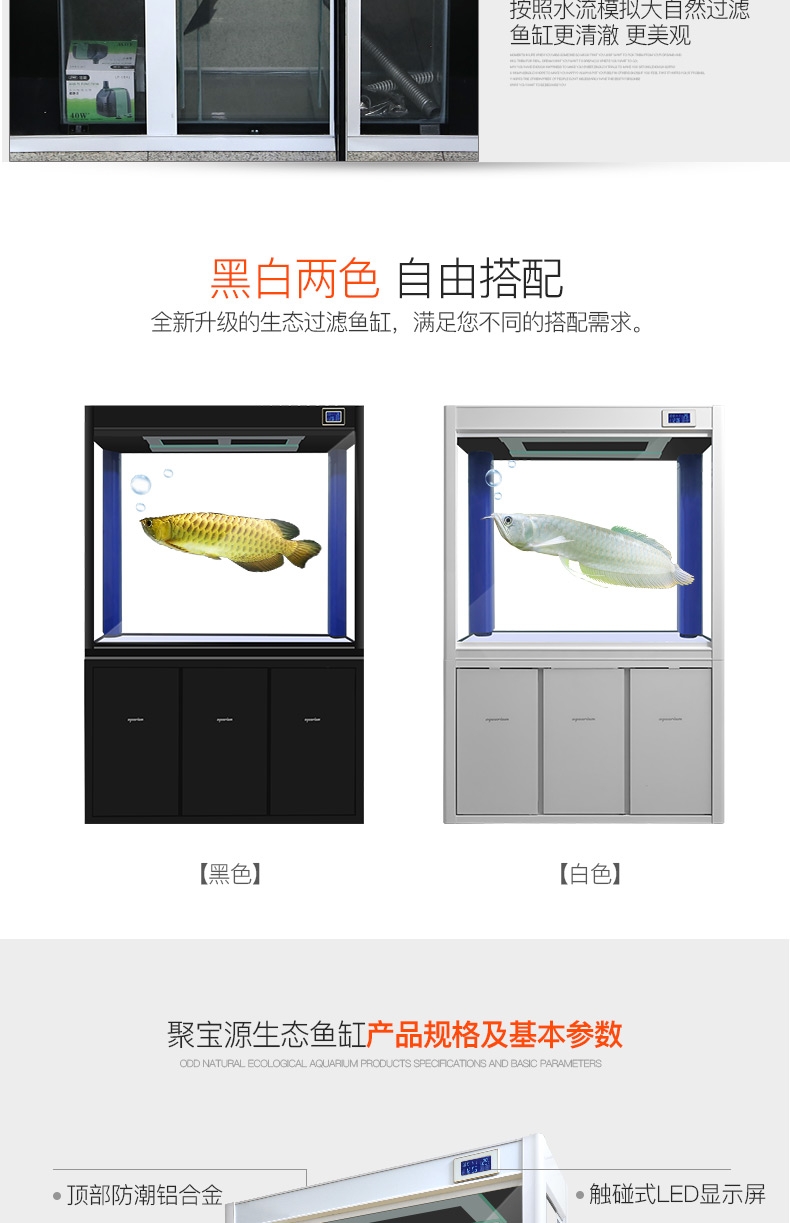 按照水流模拟大自然过滤
鱼缸更清澈 更美观
40W
黑白两色 自由搭配
全新升级的生态过滤鱼缸，满足您不同的搭配需求。
aquarium aquarium aquarium
aquarium aquarium aquarium
【黑色】
【白色】
聚宝源生态鱼缸产品规格及基本参数
ODD NATURAL ECOLOGICAL AQUARIUM PRODUCTS SPECIFICATIONS AND BASIC PARAMETERS
顶部防潮铝合金
触碰式LED显示屏